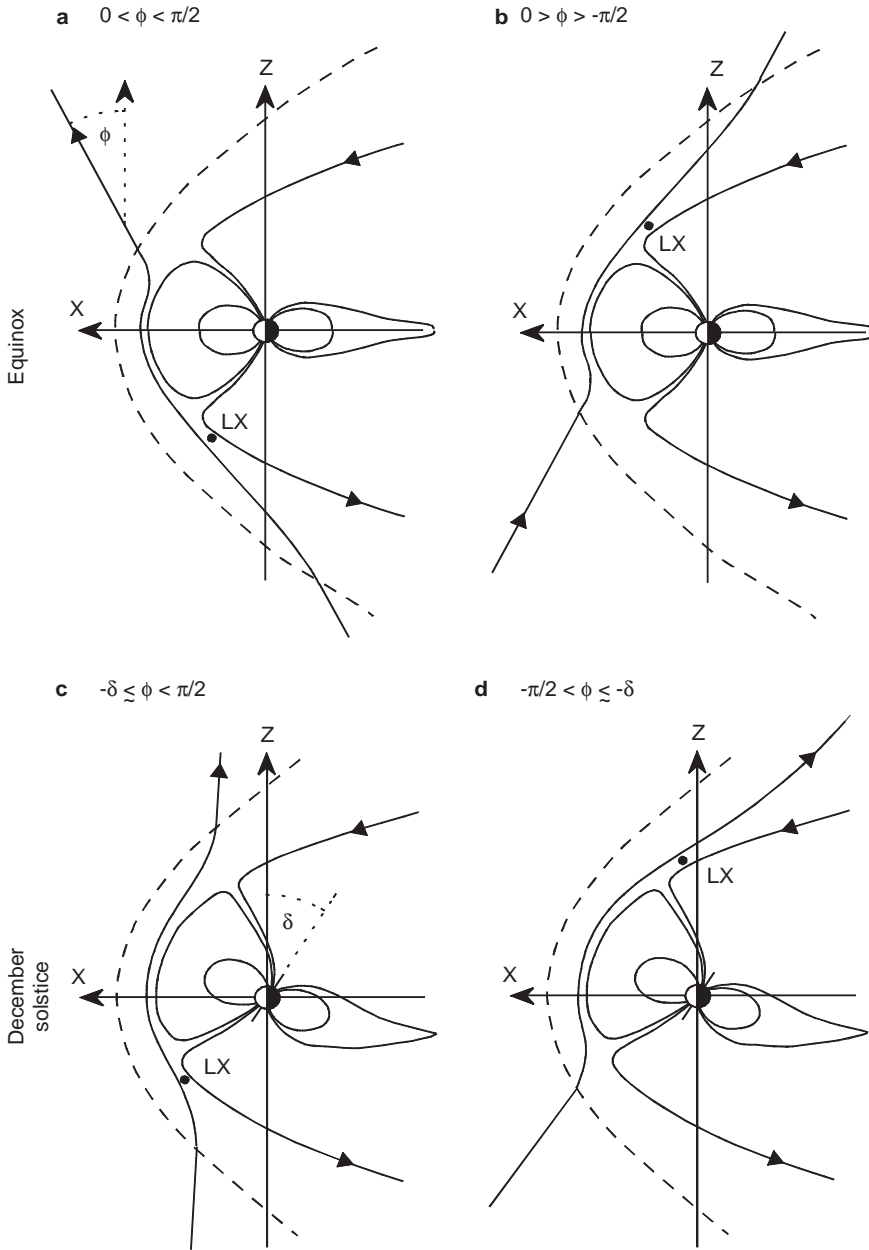 a 0 < ϕ < π/2
b 0 > ϕ > -π/2
Z
Z
ϕ
LX
LX
X
X
Equinox
c -δ ≲ ϕ < π/2
d -π/2 < ϕ ≲ -δ
Z
Z
δ
LX
X
X
LX
December
solstice